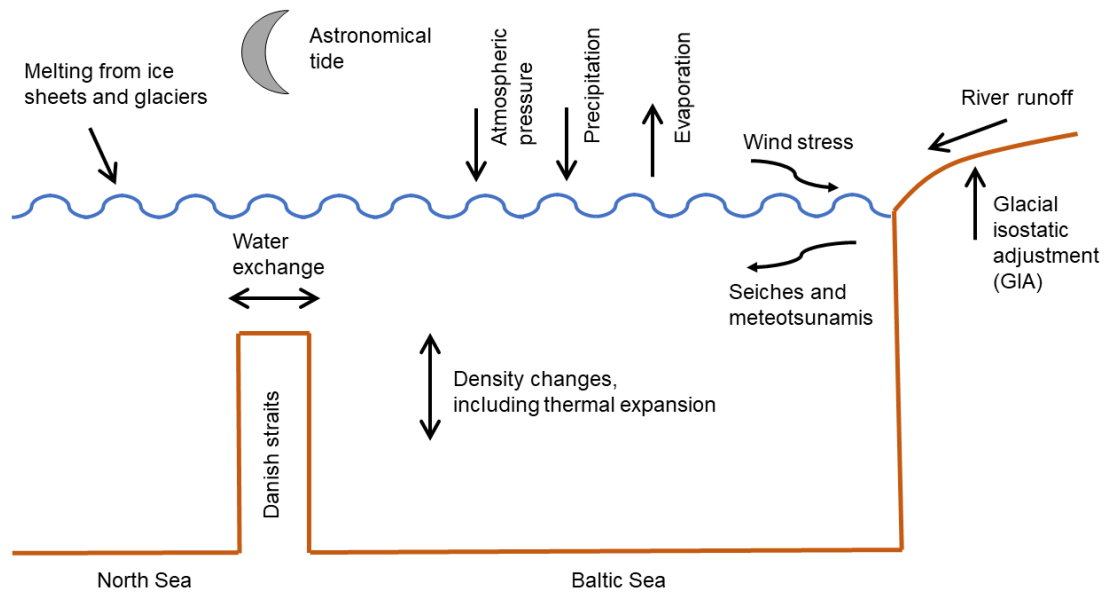 Astronomical
tide
Melting from ice
sheets and glaciers
Atmospheric
pressure
Precipitation
Evaporation
Wind stress
River runoff
Glacial
isostatic
adjustment
(GIA)
Water
exchange
Seiches and
meteotsunamis
Density changes,
including thermal expansion
Danish straits
North Sea
Baltic Sea